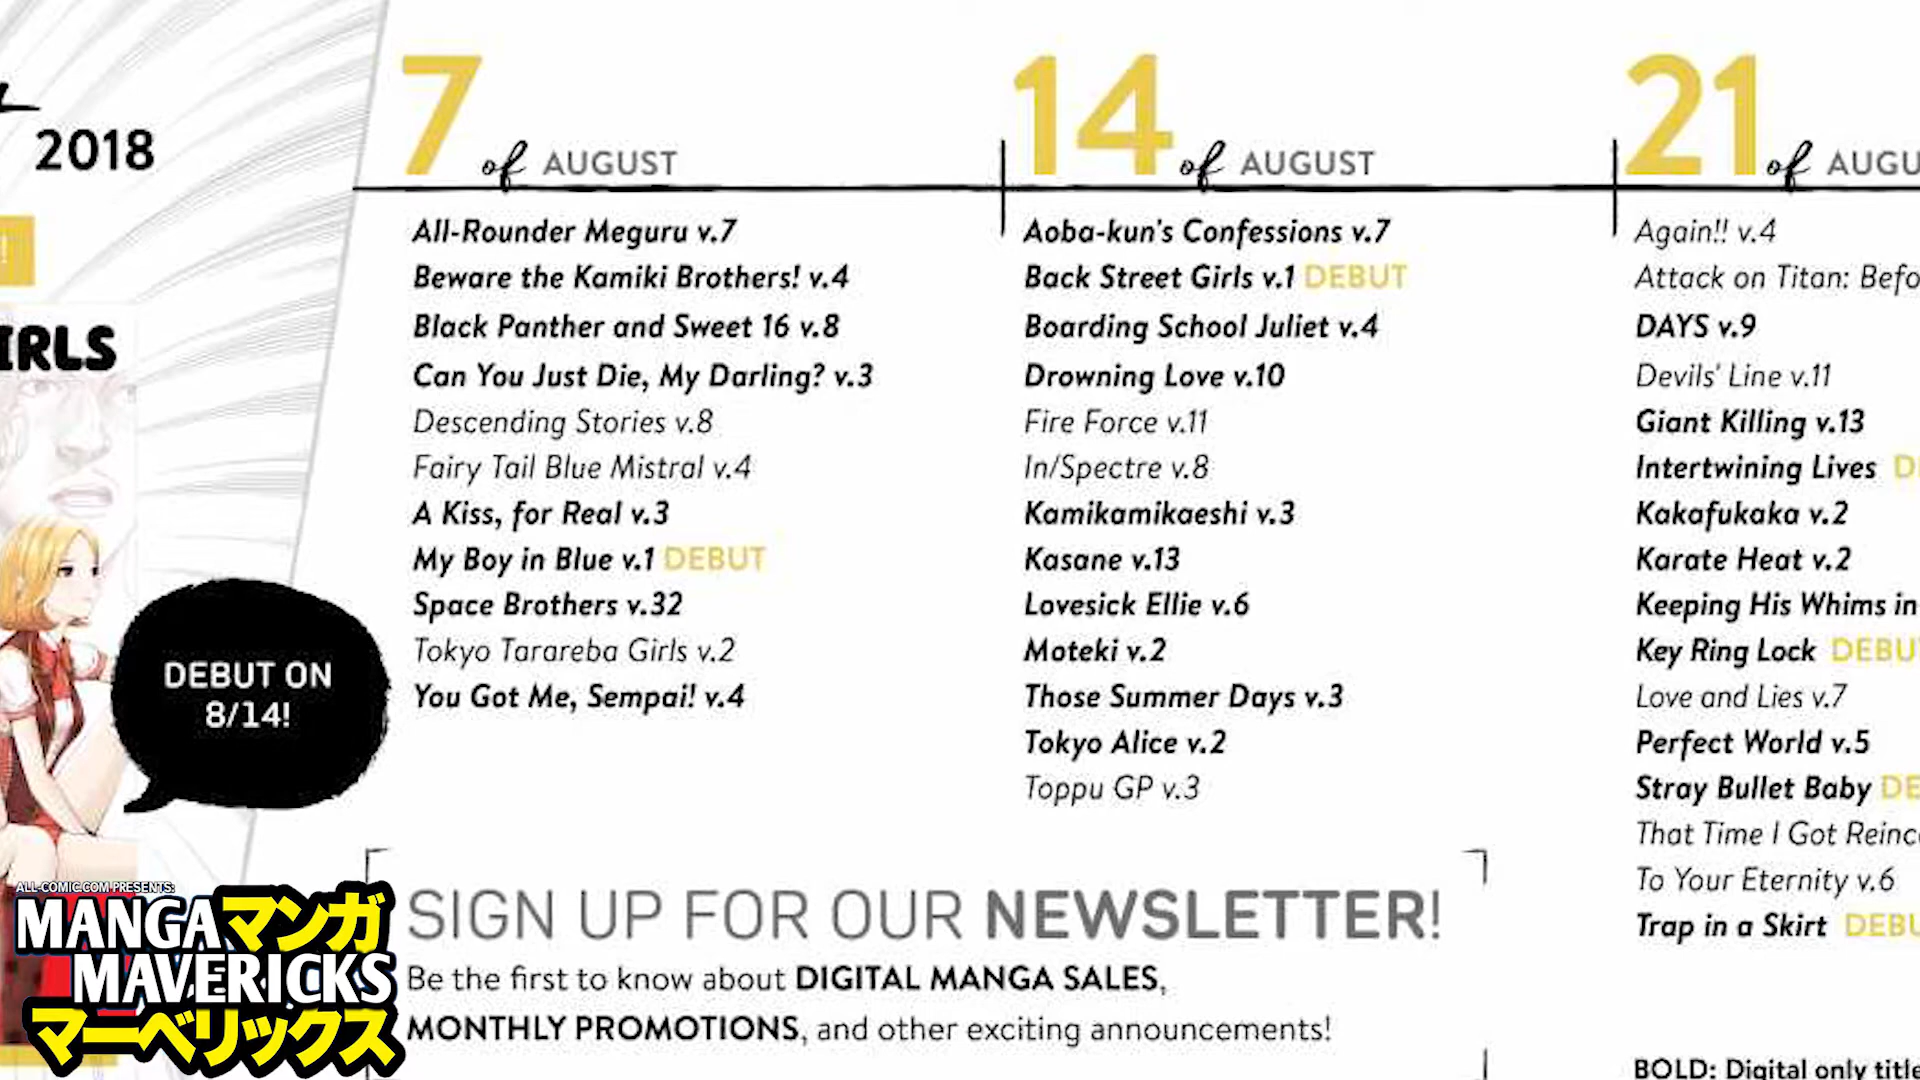 2018
!
IRLS
DEBUT ON
8/14!
7 of AUGUST
All-Rounder Meguru v.7
Beware the Kamiki Brothers! v.4
Black Panther and Sweet 16 v.8
Can You Just Die, My Darling? v.3
Descending Stories v.8
Fairy Tail Blue Mistral v.4
A Kiss, for Real v.3
My Boy in Blue v.1 DEBUT
Space Brothers v.32
Tokyo Tarareba Girls v.2
You Got Me, Sempai! v.4
14 of AUGUST
Aoba-kun's Confessions v.7
Back Street Girls v.1 DEBUT
Boarding School Juliet v.4
Drowning Love v.10
Fire Force v.11
In/Spectre v.8
Kamikamikaeshi v.3
Kasane v.13
Lovesick Ellie v.6
Moteki v.2
Those Summer Days v.3
Tokyo Alice v.2
Toppu GP v.3
21 of AUGU
Again!! v.4
Attack on Titan: Befo
DAYS v.9
Devils' Line v.11
Giant Killing v.13
Intertwining Lives D
Kakafukaka v.2
Karate Heat v.2
Keeping His Whims in
Key Ring Lock DEBU
Love and Lies v.7
Perfect World v.5
Stray Bullet Baby DE
That Time I Got Reinc
To Your Eternity v.6
Trap in a Skirt DEBU
SIGN UP FOR OUR NEWSLETTER!
Be the first to know about DIGITAL MANGA SALES,
MONTHLY PROMOTIONS, and other exciting announcements!
BOLD: Digital only title
ALL-COMIC.COM PRESENTS:
MANGAマンガ
MAVERICKS
マーベリックス